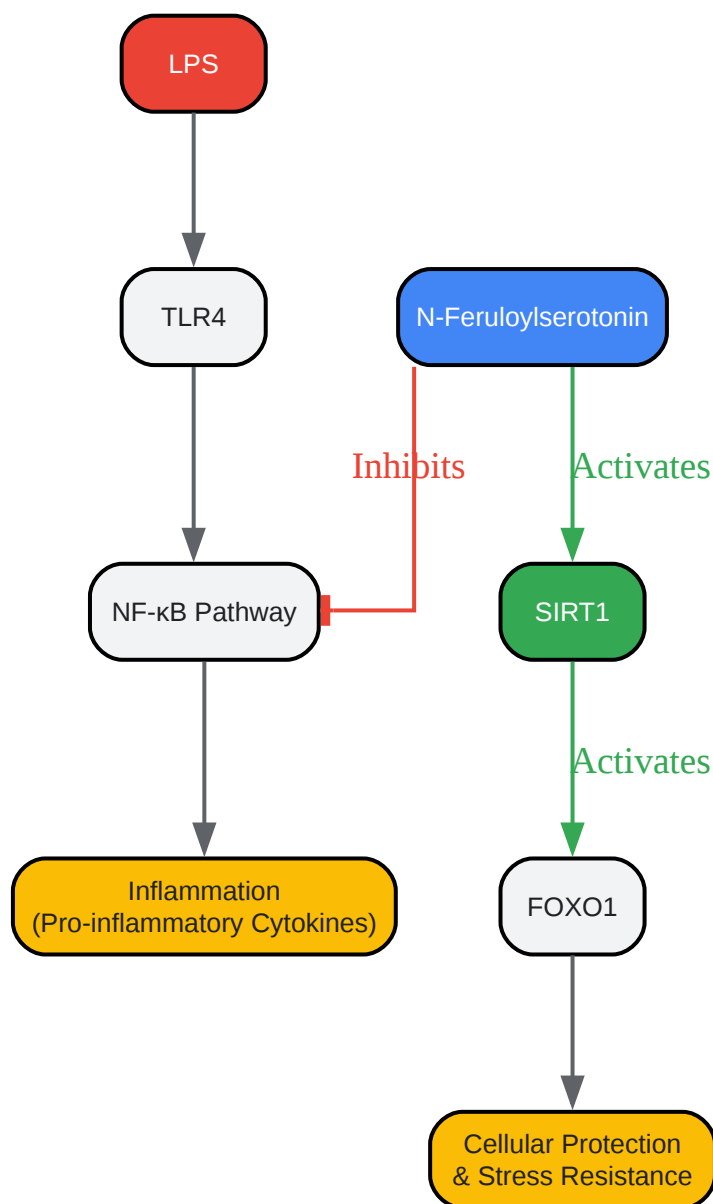 LPS
TLR4
N-Feruloylserotonin
Inhibits
Activates
NF-κB Pathway
SIRT1
Activates
Inflammation
(Pro-inflammatory Cytokines)
FOXO1
Cellular Protection
& Stress Resistance